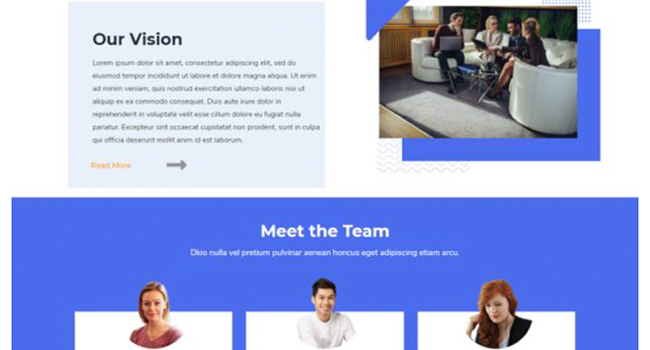 Our Vision
Lorem ipsum dolor sit amet, consectetur adipiscing elit, sed do
eiusmod tempor incididunt ut labore et dolore magna aliqua. Ut enim
ad minim veniam, quis nostrud exercitation ullamco laboris nisi ut
aliquip ex ea commodo consequat. Duis aute irure dolor in
reprehenderit in voluptate velit esse cillum dolore eu fugiat nulla
pariatur. Excepteur sint occaecat cupidatat non proident, sunt in culpa
qui officia deserunt mollit anim id est laborum.
Read More
Meet the Team
Dkio nulla vel pretium pulvinar aenean honcus eget adipiscing etiam arcu.